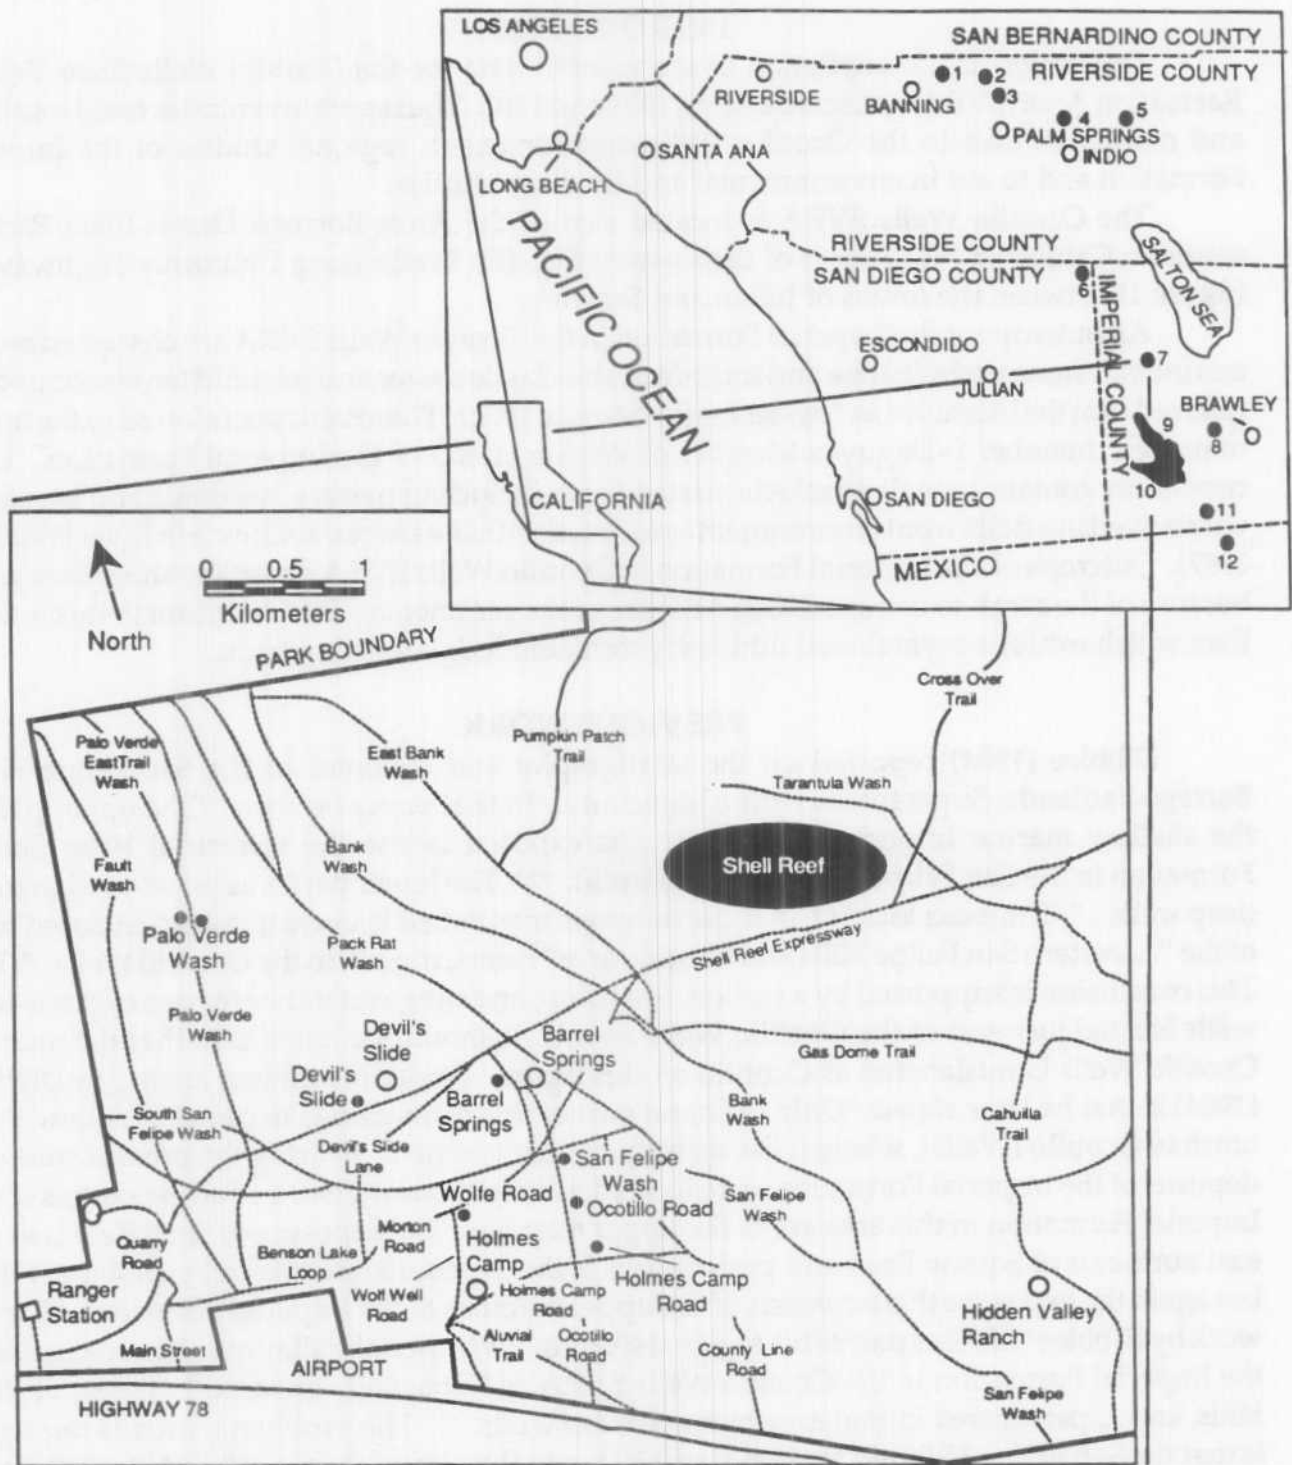 LOS ANGELES
SAN BERNARDINO COUNTY
RIVERSIDE COUNTY
RIVERSIDE
BANNING
1
2
3
4
5
PALM SPRINGS
INDIO
SANTA ANA
LONG BEACH
PACIFIC OCEAN
RIVERSIDE COUNTY
SAN DIEGO COUNTY
6
IMPERIAL COUNTY
SALTON SEA
7
ESCONDIDO
JULIAN
BRAWLEY
8
9
10
11
12
CALIFORNIA
SAN DIEGO
MEXICO
North
0 0.5
Kilometers
PARK BOUNDARY
Cross Over
Trail
Palo Verde
EastTrail
Wash
East Bank
Wash
Pumpkin Patch
Trail
Tarantula Wash
Fault
Wash
Bank
Wash
Shell Reef
Palo Verde
Wash
Pack Rat
Wash
Shell Reef Expressway
Palo Verde
Wash
Devil's
Slide
Barrel
Springs
Gas Dome Trail
Devil's
Slide
Barrel
Springs
Bank
Wash
Cahuilla
Trail
South San
Felipe Wash
Devil's Slide
Lane
San Felipe
Wash
Wolfe Road
Ocotillo Road
San Felipe
Wash
Morton
Road
Quarry
Road
Benson Lake
Loop
Holmes
Camp
Holmes Camp
Road
Ranger
Station
Wolf Well
Road
Holmes Camp
Road
Hidden Valley
Ranch
Main Street
AIRPORT
Aluvial
Trail
Ocotillo
Road
County Line
Road
HIGHWAY 78
San Felipe
Wash